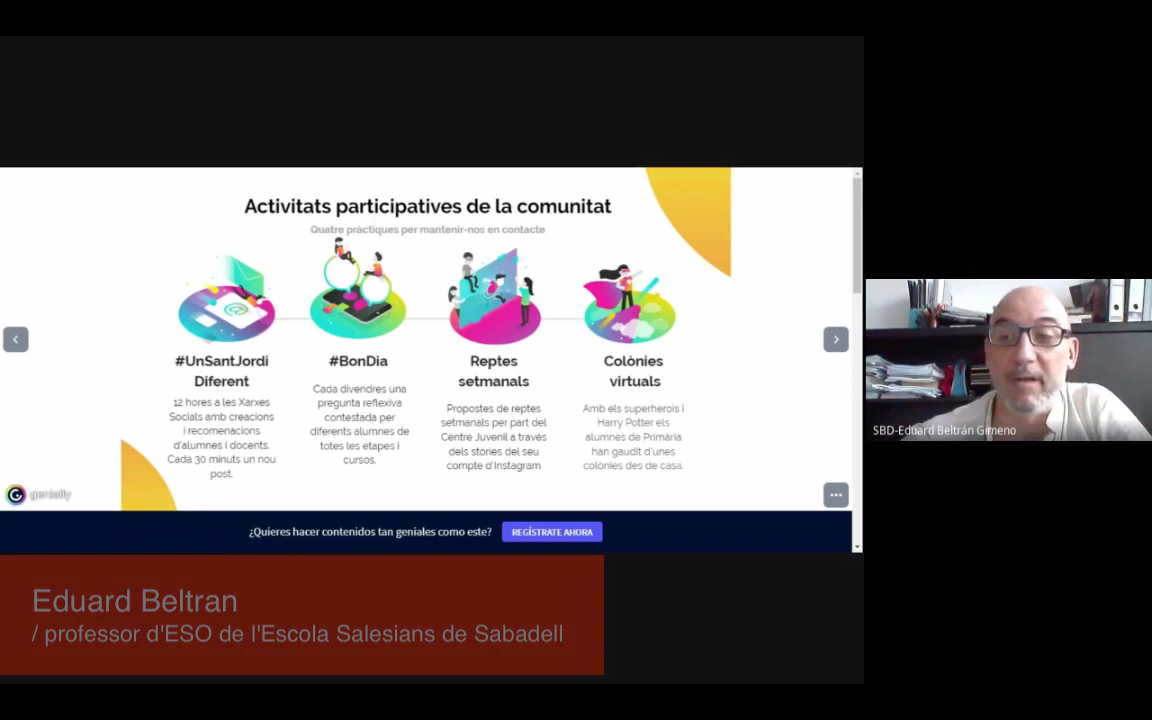 Activitats participatives de la comunitat
Quatre pràctiques per mantenir-nos en contacte
#UnSantJordi
Diferent
12 hores a les Xarxes
Socials amb creacions
i recomenacions
d'alumnes i docents.
Cada 30 minuts un nou
post.
#BonDia
Cada divendres una
pregunta reflexiva
contestada per
diferents alumnes de
totes les etapes i
cursos.
Reptes
setmanals
Propostes de reptes
setmanals per part del
Centre Juvenil a través
dels stories del seu
compte d'Instagram
Colònies
virtuals
Amb els superherois i
Harry Potter els
alumnes de Primària
han gaudit d'unes
colònies des de casa.
genially
¿Quieres hacer contenidos tan geniales como este?
REGÍSTRATE AHORA
SBD-Eduard Beltrán Gimeno
Eduard Beltran
/ professor d'ESO de l'Escola Salesians de Sabadell